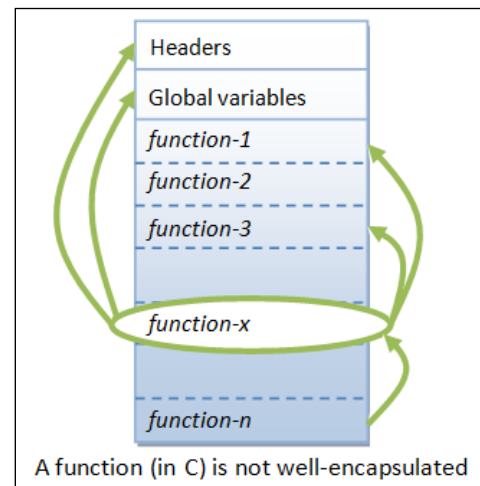 Headers
Global variables
function-1
function-2
function-3
function-x
function-n
A function (in C) is not well-encapsulated